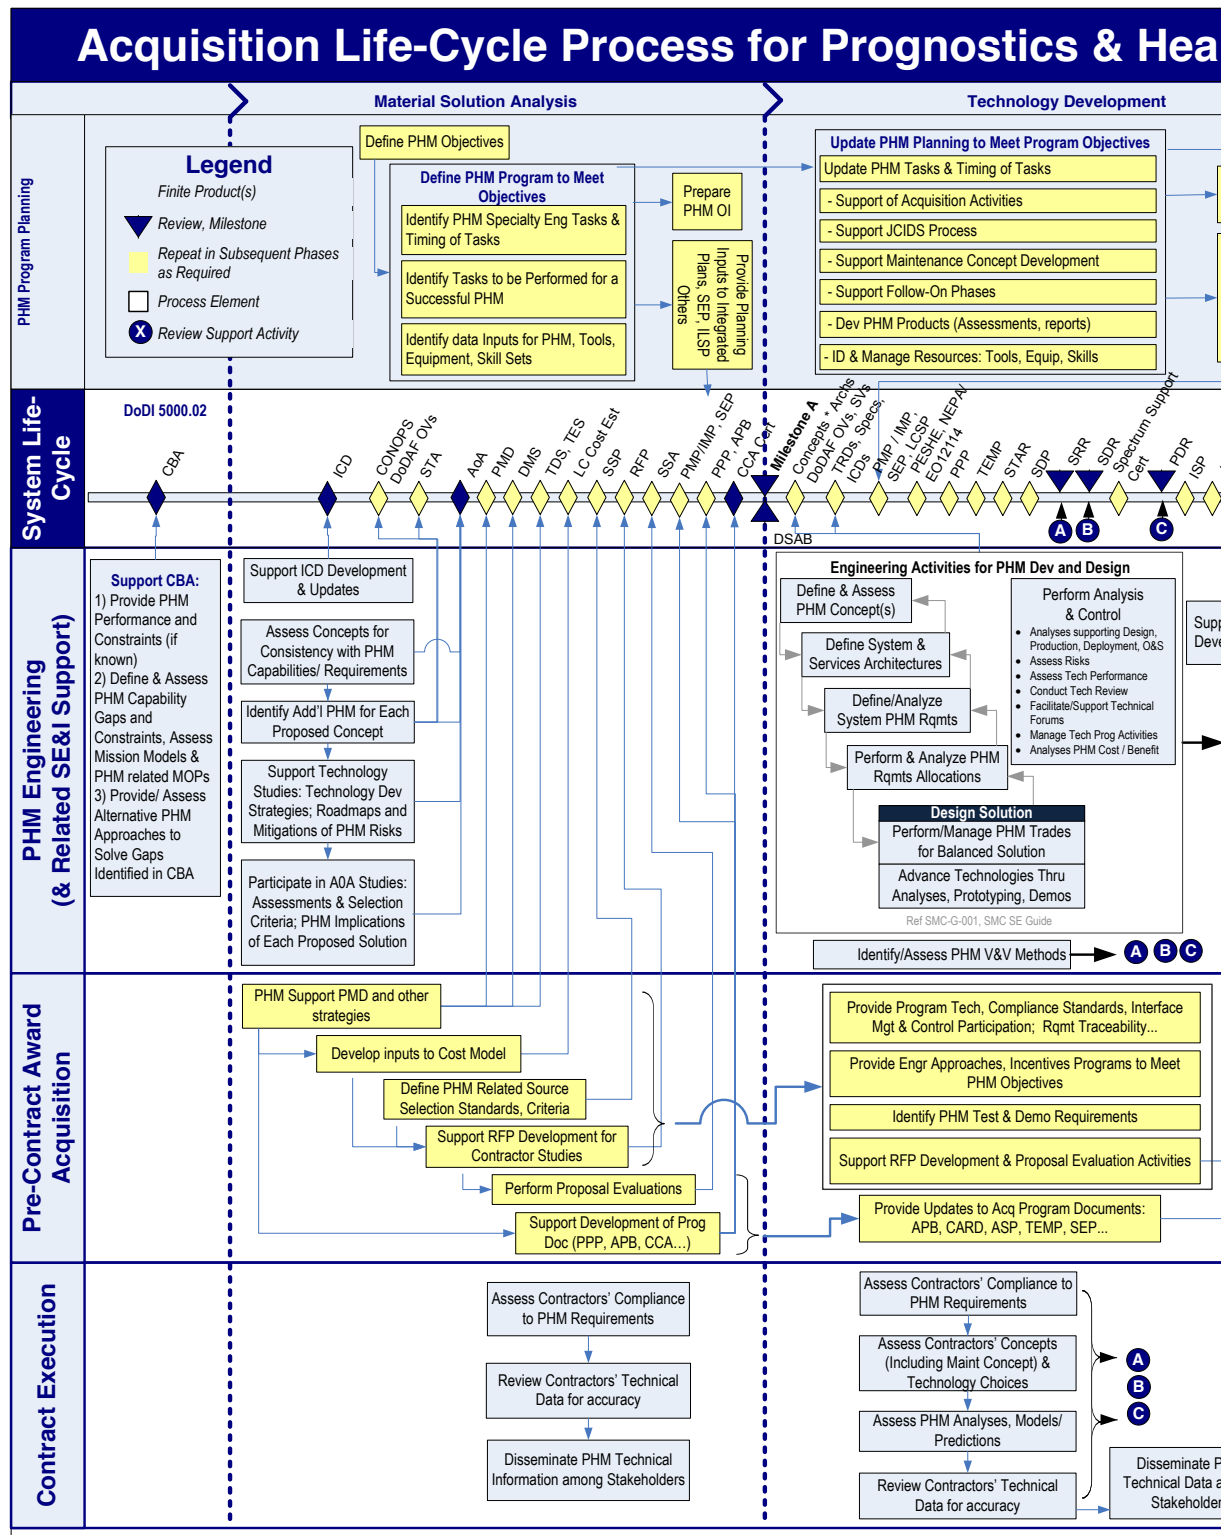 Acquisition Life-Cycle Process for Prognostics & Hea
Material Solution Analysis
Technology Development
PHM Program Planning
Legend
Finite Product(s)
Review, Milestone
Repeat in Subsequent Phases
as Required
Process Element
X
Review Support Activity
Define PHM Objectives
Define PHM Program to Meet
Objectives
Identify PHM Specialty Eng Tasks &
Timing of Tasks
Identify Tasks to be Performed for a
Successful PHM
Identify data Inputs for PHM, Tools,
Equipment, Skill Sets
Prepare
PHM OI
Provide Planning
Inputs to Integrated
Plans, SEP, ILSP
Others
Update PHM Planning to Meet Program Objectives
Update PHM Tasks & Timing of Tasks
- Support of Acquisition Activities
- Support JCIDS Process
- Support Maintenance Concept Development
- Support Follow-On Phases
- Dev PHM Products (Assessments, reports)
- ID & Manage Resources: Tools, Equip, Skills
System Life-
Cycle
DoDI 5000.02
CBA
ICD
CONOPS
DoDAF OVs
STA
AoA
PMD
DMS
TDS, TES
LC Cost Est
SSP
RFP
SSA
PMP/IMP, SEP
PPP, APB
CCA Cert
Milestone A
Concepts * Archs
DoDAF OVs, SVs
TRDs, Specs,
ICDs
PMP / IMP,
SEP, LCSP
PESHE, NEPA/
EO12114
PPP
TEMP
STAR
SDP
SRR
SDR
Spectrum Support
Cert
PDR
ISP
A
B
C
DSAB
PHM Engineering
(& Related SE&I Support)
Support CBA:
1) Provide PHM
Performance and
Constraints (if
known)
2) Define & Assess
PHM Capability
Gaps and
Constraints, Assess
Mission Models &
PHM related MOPs
3) Provide/ Assess
Alternative PHM
Approaches to
Solve Gaps
Identified in CBA
Support ICD Development
& Updates
Assess Concepts for
Consistency with PHM
Capabilities/ Requirements
Identify Add'l PHM for Each
Proposed Concept
Support Technology
Studies: Technology Dev
Strategies; Roadmaps and
Mitigations of PHM Risks
Participate in A0A Studies:
Assessments & Selection
Criteria; PHM Implications
of Each Proposed Solution
Engineering Activities for PHM Dev and Design
Define & Assess
PHM Concept(s)
Define System &
Services Architectures
Define/Analyze
System PHM Rqmts
Perform & Analyze PHM
Rqmts Allocations
Design Solution
Perform/Manage PHM Trades
for Balanced Solution
Advance Technologies Thru
Analyses, Prototyping, Demos
Ref SMC-G-001, SMC SE Guide
Perform Analysis
& Control
• Analyses supporting Design,
Production, Deployment, O&S
• Assess Risks
• Assess Tech Performance
• Conduct Tech Review
• Facilitate/Support Technical
Forums
• Manage Tech Prog Activities
• Analyses PHM Cost / Benefit
Supp
Deve
Identify/Assess PHM V&V Methods
A
B
C
Pre-Contract Award
Acquisition
PHM Support PMD and other
strategies
Develop inputs to Cost Model
Define PHM Related Source
Selection Standards, Criteria
Support RFP Development for
Contractor Studies
Perform Proposal Evaluations
Support Development of Prog
Doc (PPP, APB, CCA…)
Provide Program Tech, Compliance Standards, Interface
Mgt & Control Participation; Rqmt Traceability...
Provide Engr Approaches, Incentives Programs to Meet
PHM Objectives
Identify PHM Test & Demo Requirements
Support RFP Development & Proposal Evaluation Activities
Provide Updates to Acq Program Documents:
APB, CARD, ASP, TEMP, SEP...
Contract Execution
Assess Contractors' Compliance
to PHM Requirements
Review Contractors' Technical
Data for accuracy
Disseminate PHM Technical
Information among Stakeholders
Assess Contractors' Compliance to
PHM Requirements
Assess Contractors' Concepts
(Including Maint Concept) &
Technology Choices
Assess PHM Analyses, Models/
Predictions
Review Contractors' Technical
Data for accuracy
A
B
C
Disseminate P
Technical Data a
Stakeholder